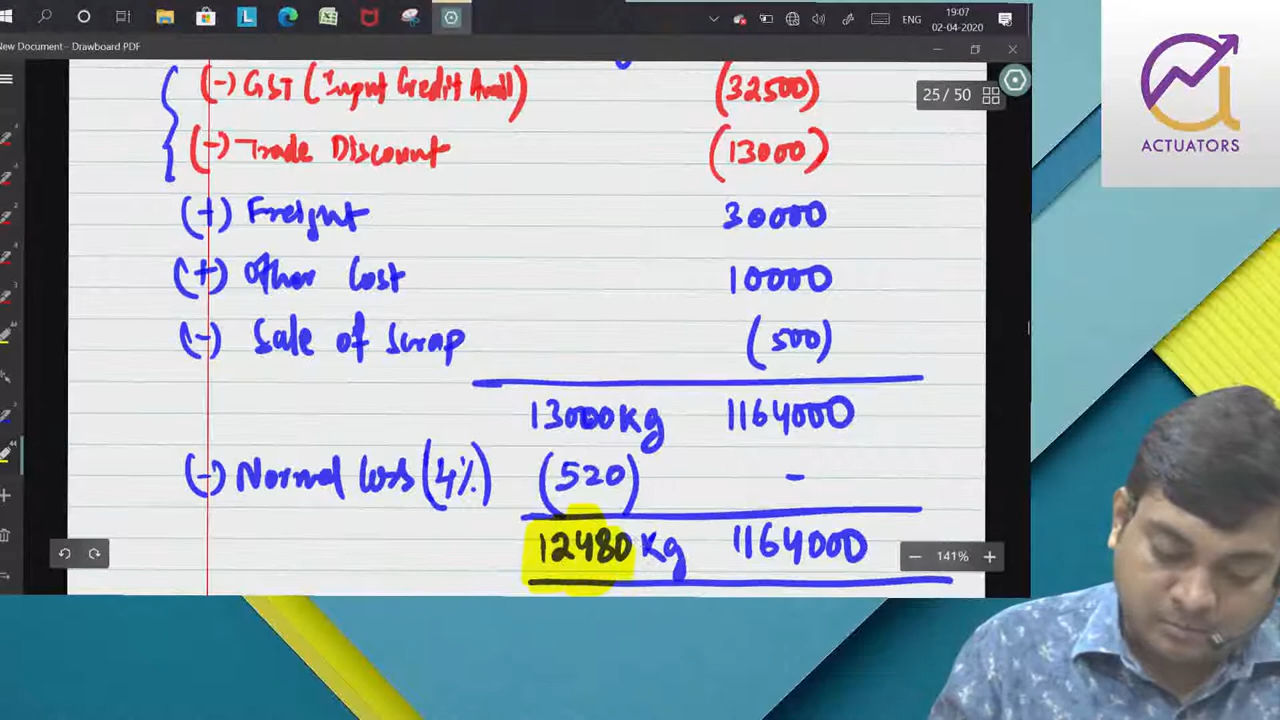 19:07
ENG
02-04-2020
New Document - Drawboard PDF
(-) GST (Input Credit Avail) (32500)
25 / 50
ACTUATORS
(-) Trade Discount (13000)
(+) Freight 30000
(+) Other Cost 10000
(-) Sale of Scrap (500)
13000 kg 1164000
(-) Normal Loss (4%) (520) -
12480 kg 1164000
141%